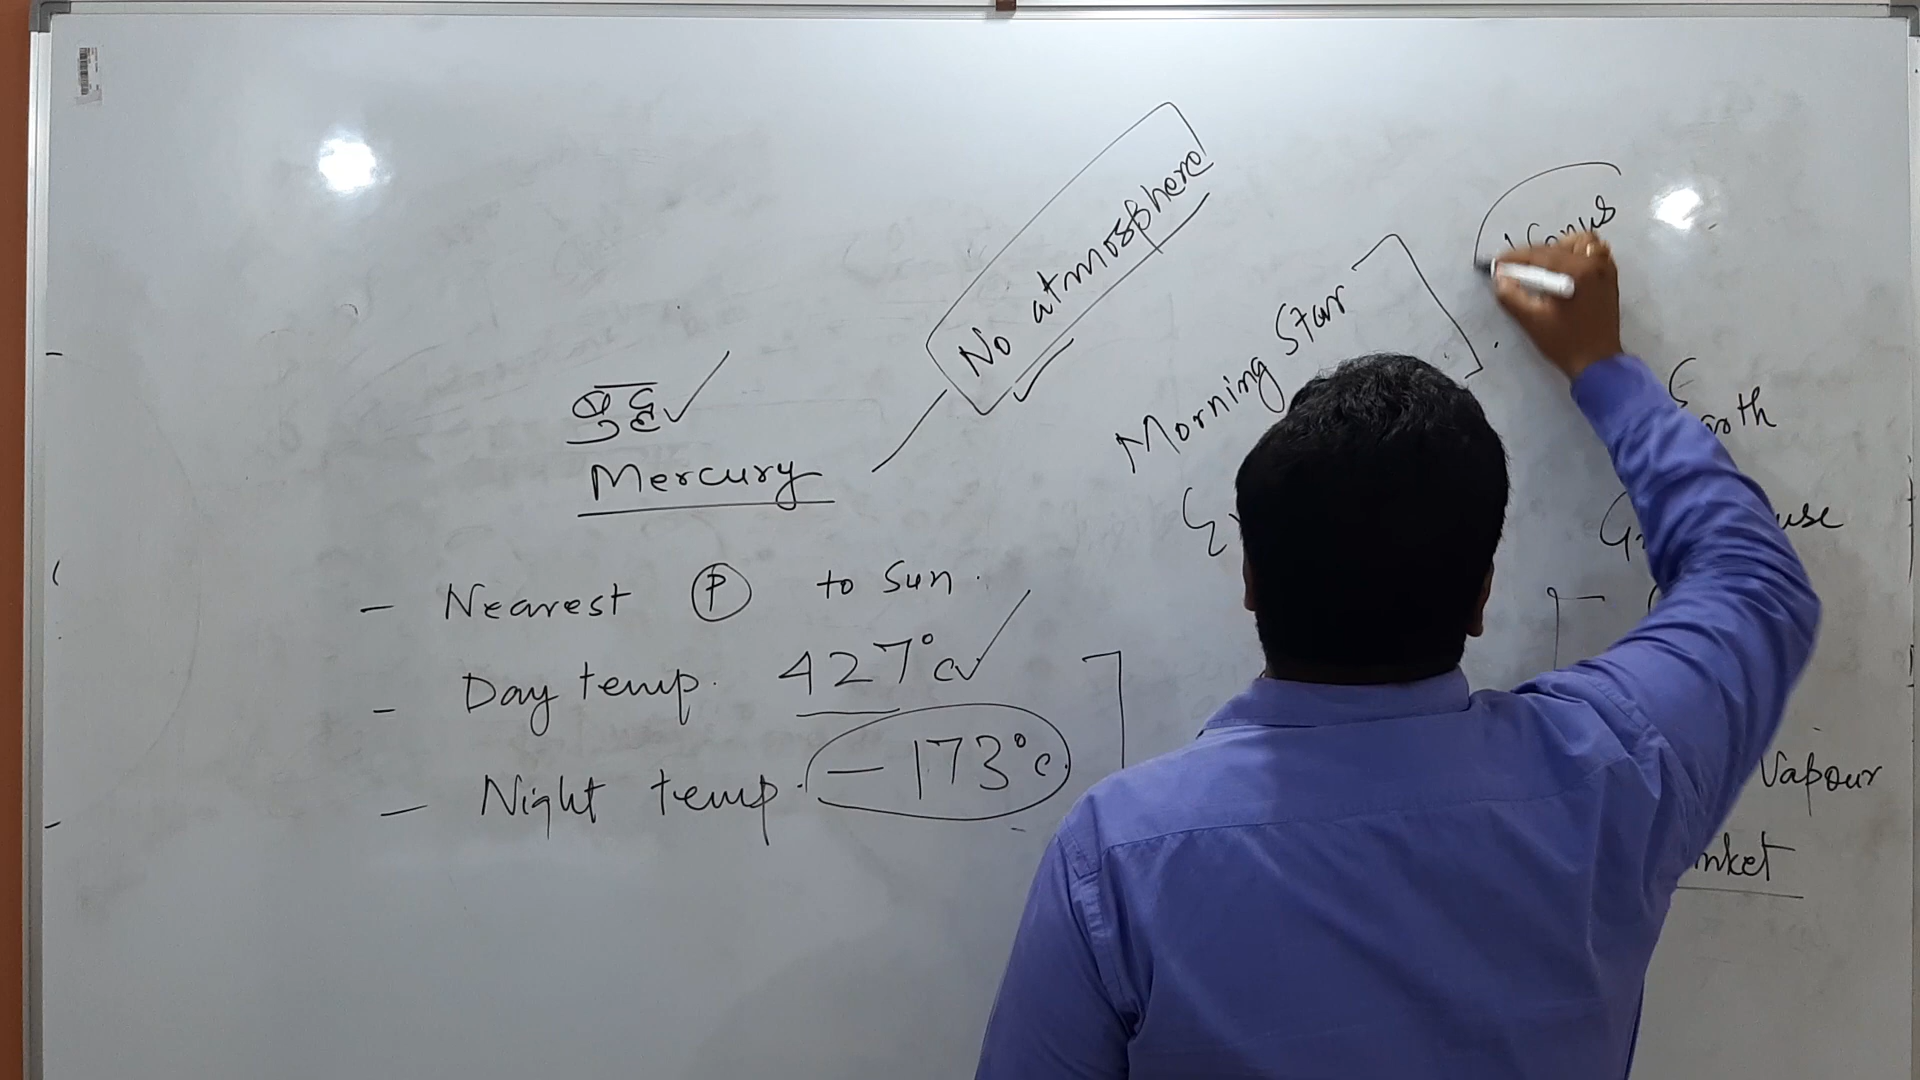 No atmosphere
Venus
Morning Star
बुद्ध
Mercury
- Nearest Ⓟ to Sun.
- Day temp. 427°c
- Night temp. -173°c.
Vapour